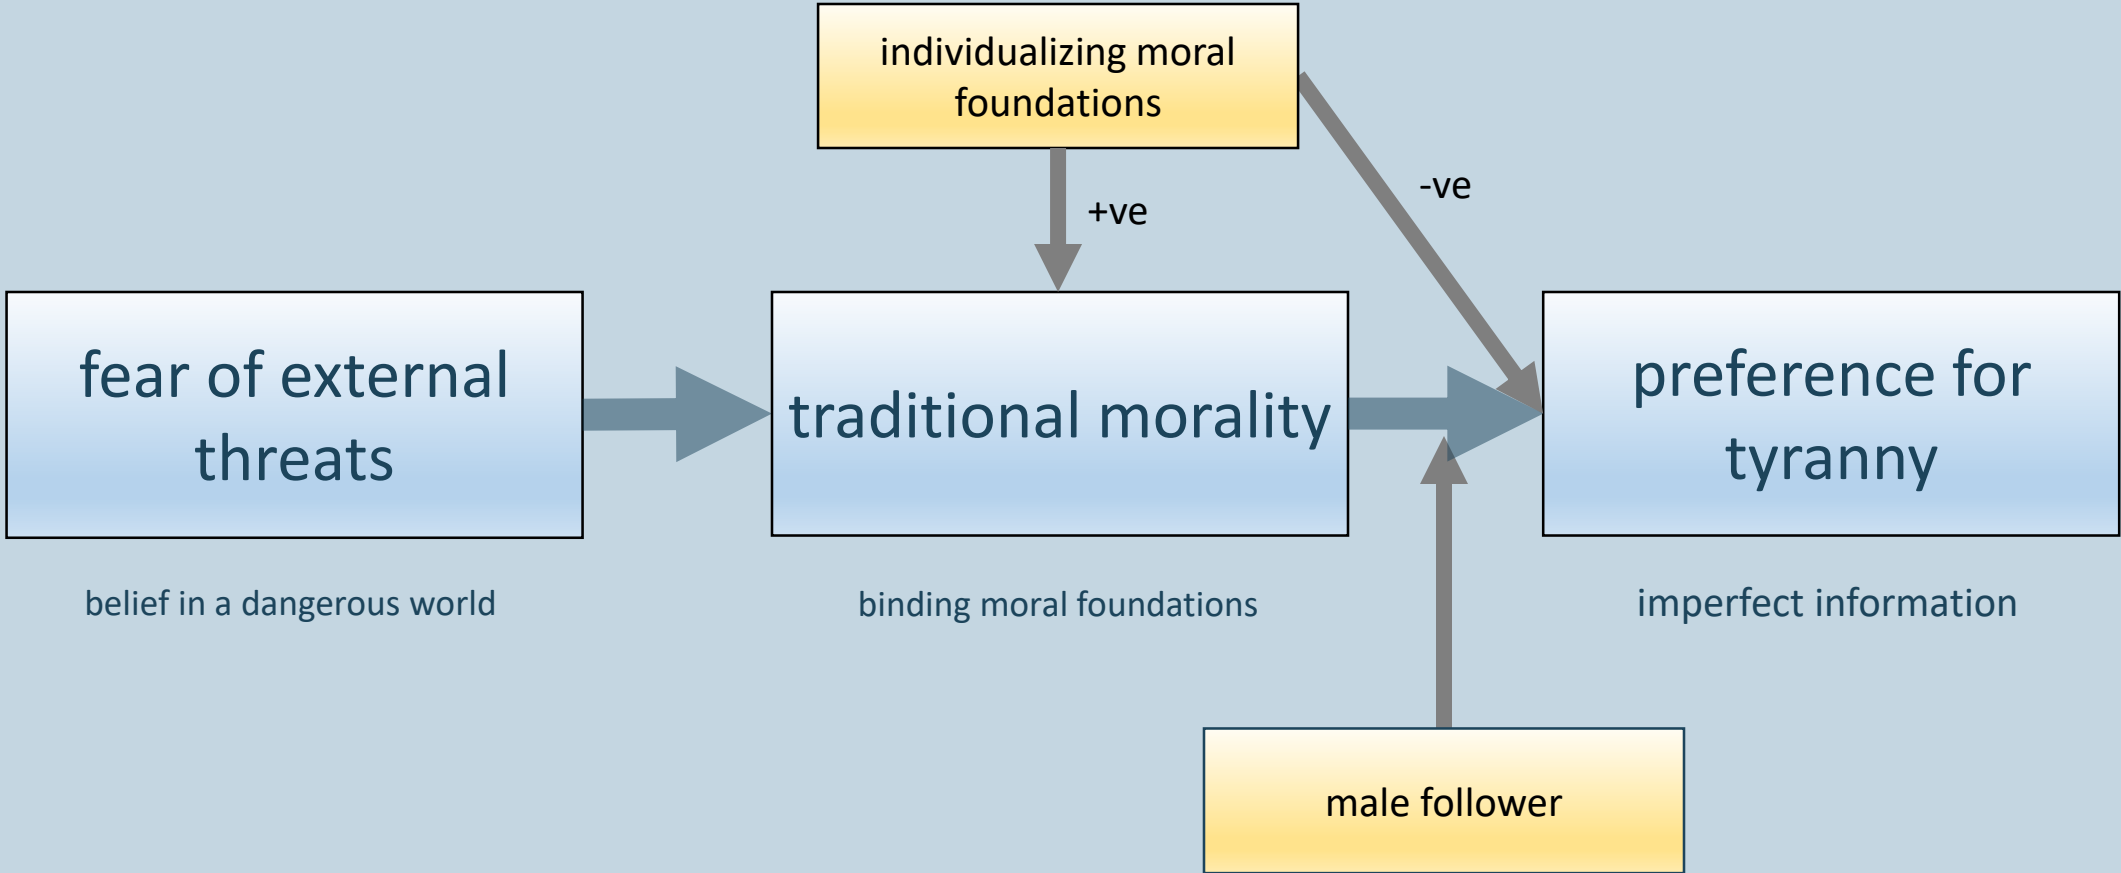 individualizing moral
foundations
+ve
-ve
fear of external
threats
traditional morality
preference for
tyranny
belief in a dangerous world
binding moral foundations
imperfect information
male follower